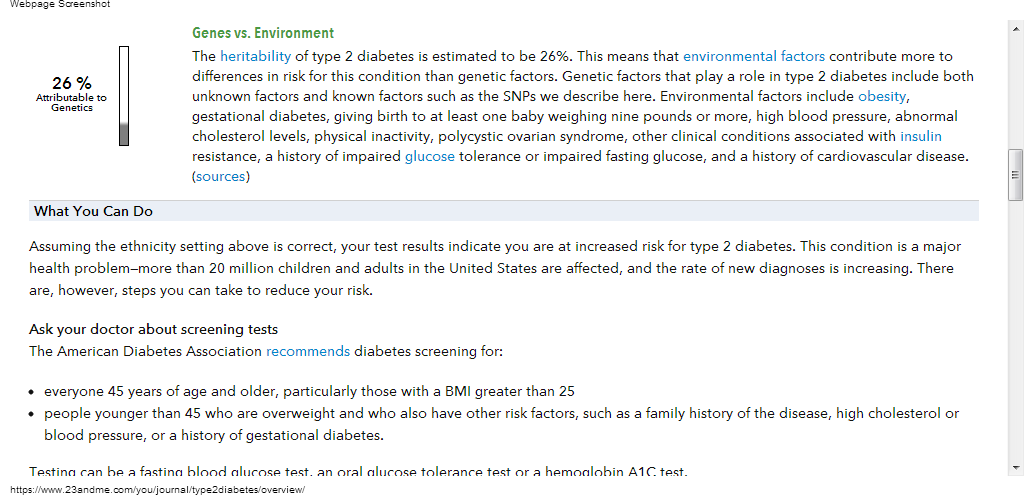 Webpage Screenshot
Genes vs. Environment
The heritability of type 2 diabetes is estimated to be 26%. This means that environmental factors contribute more to
differences in risk for this condition than genetic factors. Genetic factors that play a role in type 2 diabetes include both
unknown factors and known factors such as the SNPs we describe here. Environmental factors include obesity,
gestational diabetes, giving birth to at least one baby weighing nine pounds or more, high blood pressure, abnormal
cholesterol levels, physical inactivity, polycystic ovarian syndrome, other clinical conditions associated with insulin
resistance, a history of impaired glucose tolerance or impaired fasting glucose, and a history of cardiovascular disease.
(sources)
26 %
Attributable to
Genetics
What You Can Do
Assuming the ethnicity setting above is correct, your test results indicate you are at increased risk for type 2 diabetes. This condition is a major
health problem—more than 20 million children and adults in the United States are affected, and the rate of new diagnoses is increasing. There
are, however, steps you can take to reduce your risk.
Ask your doctor about screening tests
The American Diabetes Association recommends diabetes screening for:
• everyone 45 years of age and older, particularly those with a BMI greater than 25
• people younger than 45 who are overweight and who also have other risk factors, such as a family history of the disease, high cholesterol or
blood pressure, or a history of gestational diabetes.
Testing can be a fasting blood glucose test, an oral glucose tolerance test or a hemoglobin A1C test.
https://www.23andme.com/you/journal/type2diabetes/overview/